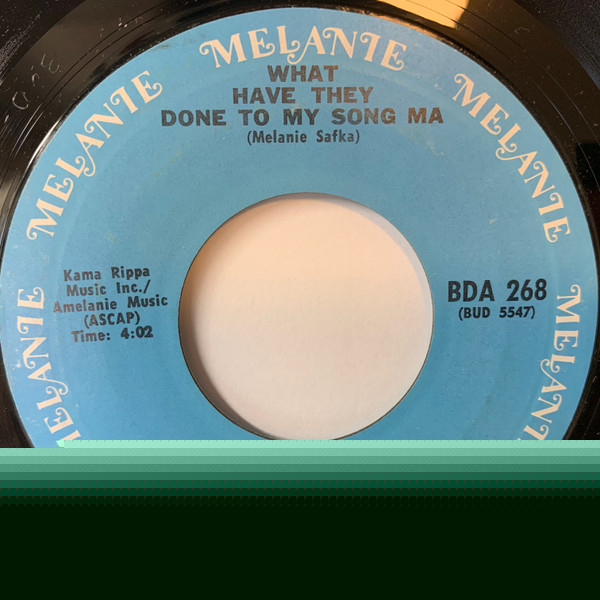 MELANIE
MELANIE
MELANIE
MELANIE
WHAT
HAVE THEY
DONE TO MY SONG MA
(Melanie Safka)
Kama Rippa
Music Inc./
Amelanie Music
(ASCAP)
Time: 4:02
BDA 268
(BUD 5547)